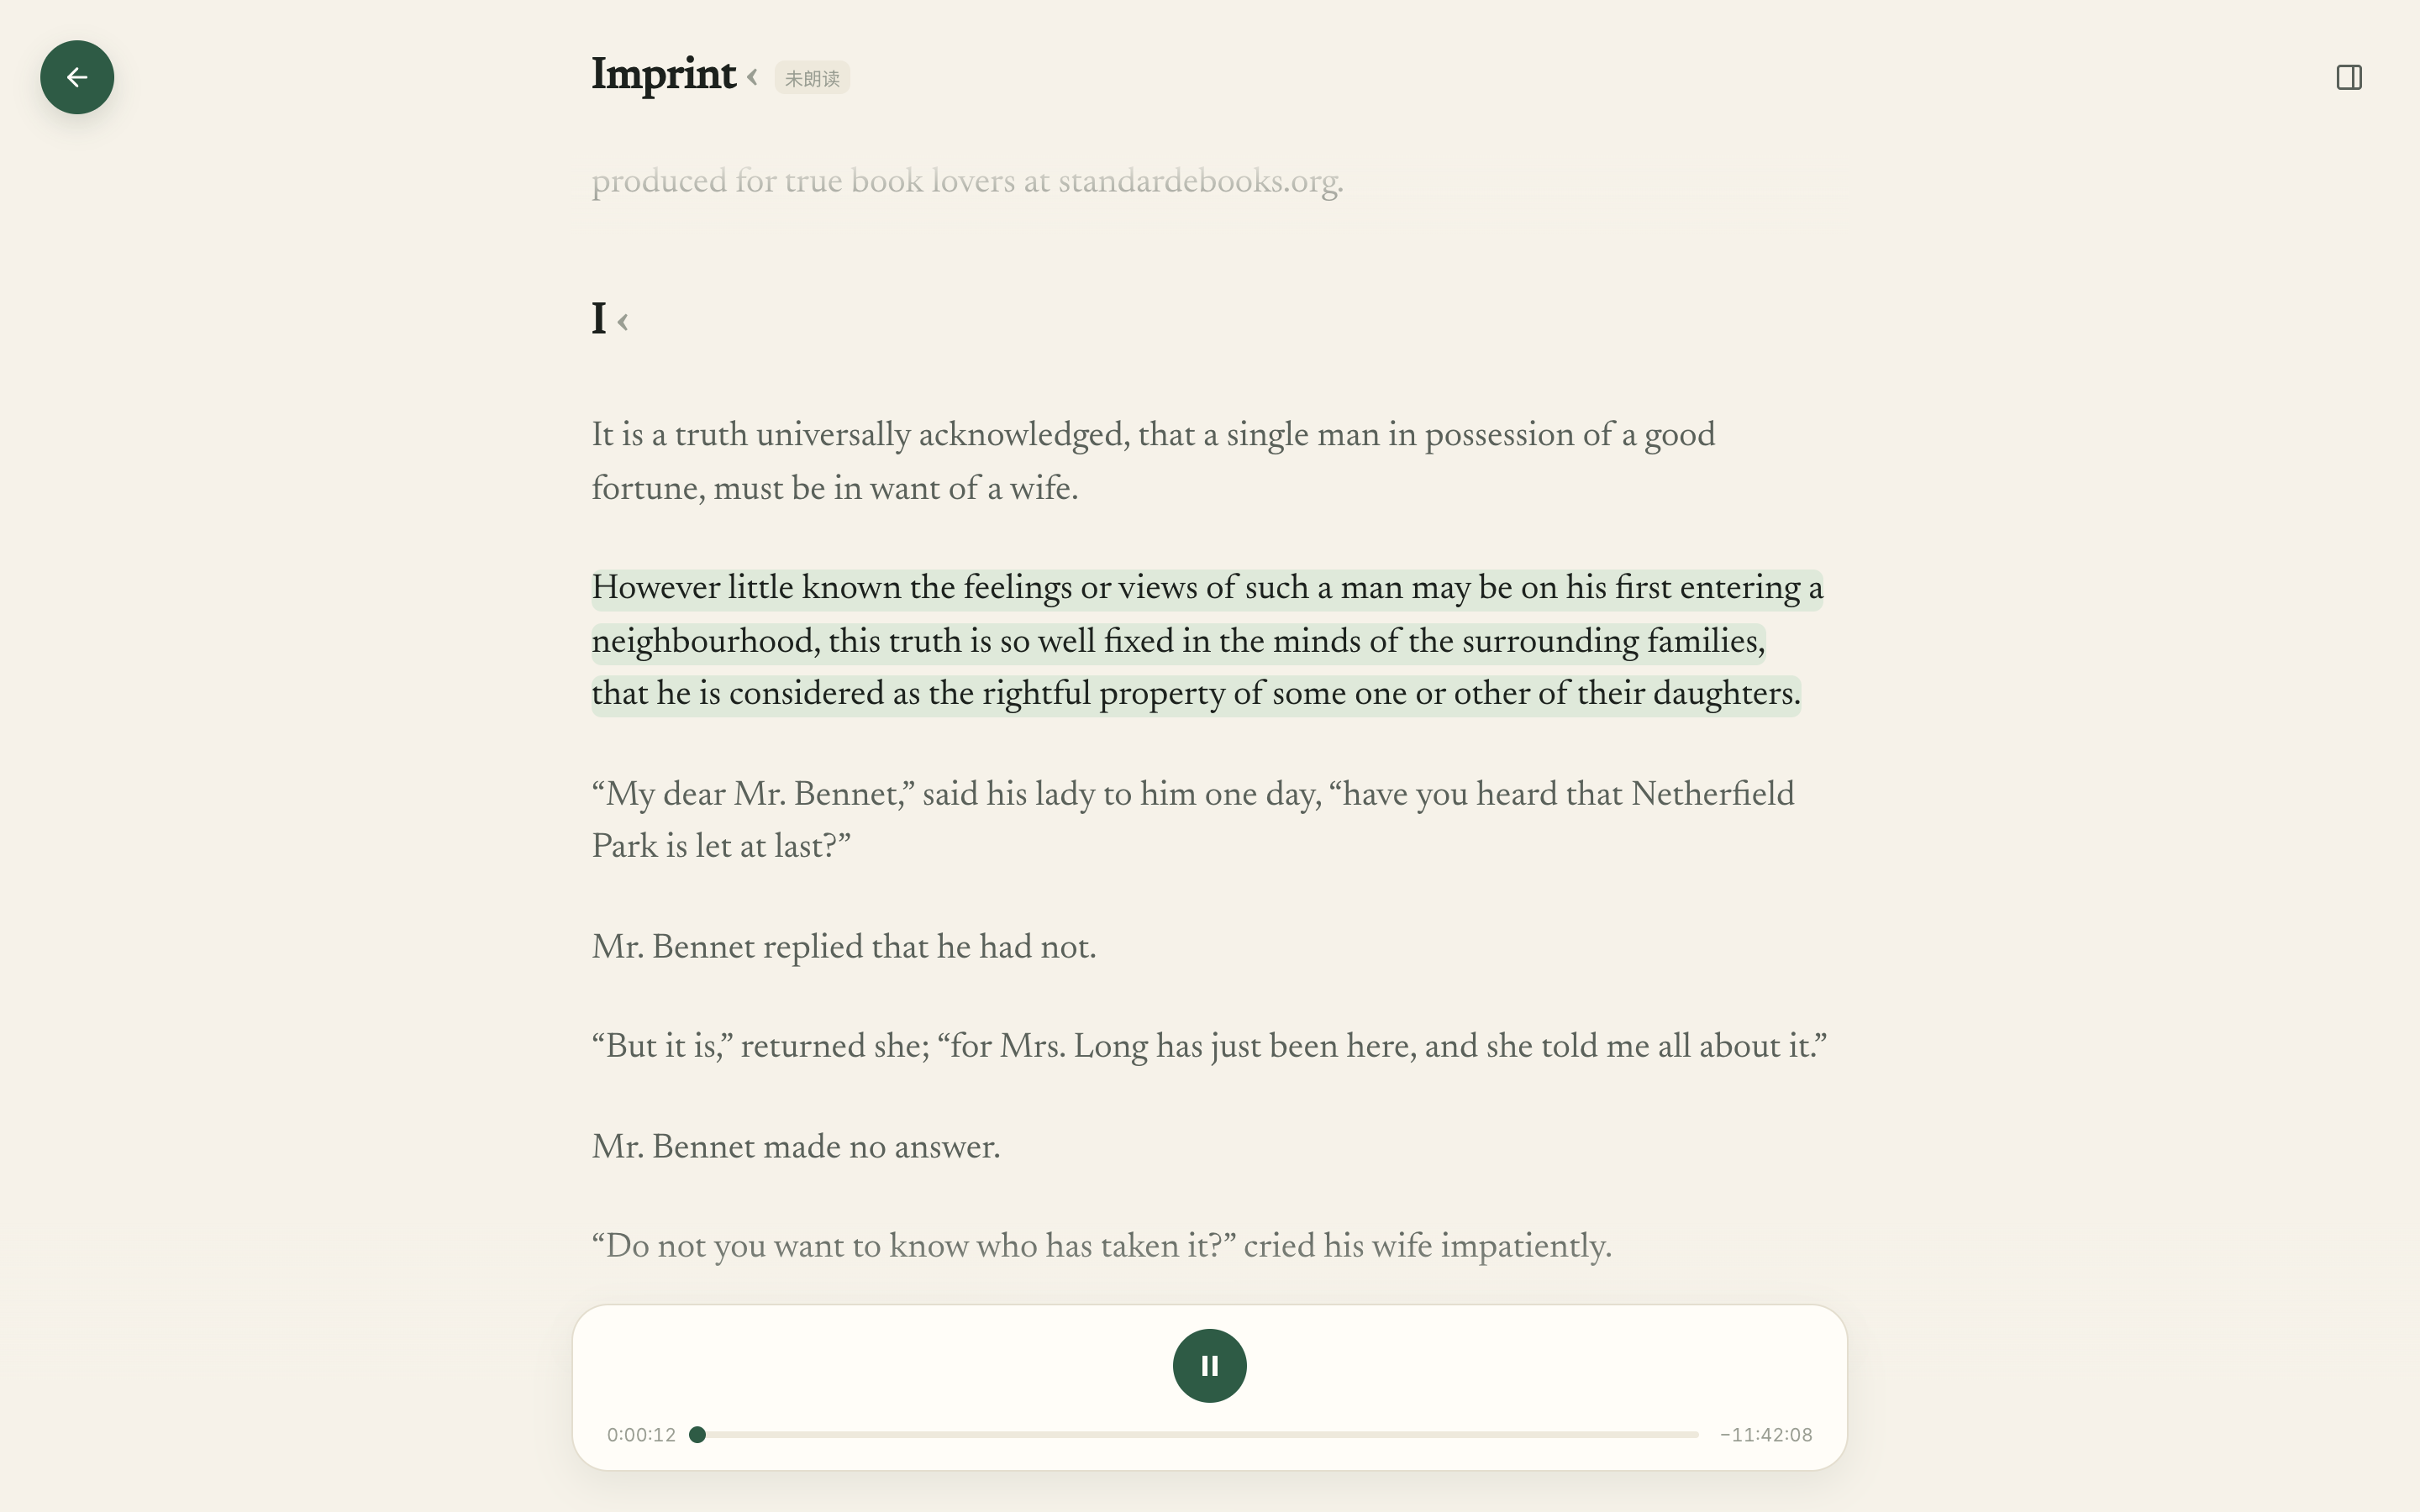 Imprint ‹ 未朗读
produced for true book lovers at standardebooks.org.
I ‹
It is a truth universally acknowledged, that a single man in possession of a good
fortune, must be in want of a wife.
However little known the feelings or views of such a man may be on his first entering a
neighbourhood, this truth is so well fixed in the minds of the surrounding families,
that he is considered as the rightful property of some one or other of their daughters.
“My dear Mr. Bennet,” said his lady to him one day, “have you heard that Netherfield
Park is let at last?”
Mr. Bennet replied that he had not.
“But it is,” returned she; “for Mrs. Long has just been here, and she told me all about it.”
Mr. Bennet made no answer.
“Do not you want to know who has taken it?” cried his wife impatiently.
0:00:12 −11:42:08